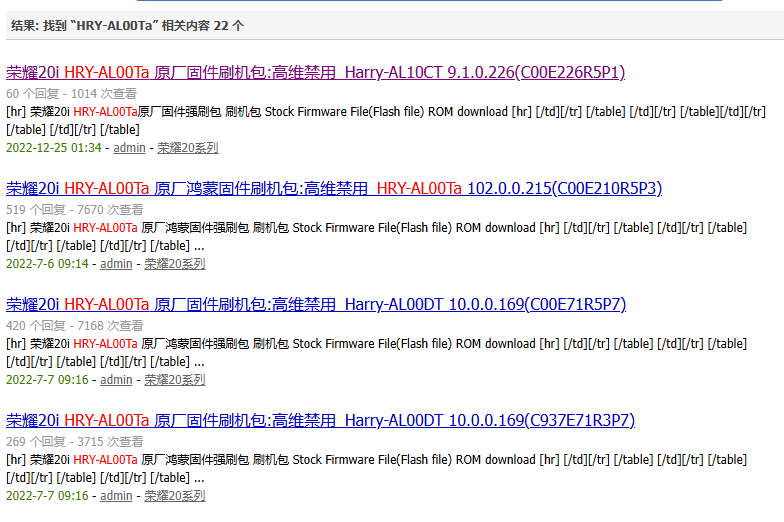 结果: 找到 “HRY-AL00Ta” 相关内容 22 个
荣耀20i HRY-AL00Ta 原厂固件刷机包:高维禁用 Harry-AL10CT 9.1.0.226(C00E226R5P1)
60 个回复 - 1014 次查看
[hr] 荣耀20i HRY-AL00Ta原厂固件强刷包 刷机包 Stock Firmware File(Flash file) ROM download [hr] [/td][/tr] [/table] [/td][/tr] [/table][/td][/tr]
[/table] [/td][/tr] [/table]
2022-12-25 01:34 - admin - 荣耀20系列
荣耀20i HRY-AL00Ta 原厂鸿蒙固件刷机包:高维禁用 HRY-AL00Ta 102.0.0.215(C00E210R5P3)
519 个回复 - 7670 次查看
[hr] 荣耀20i HRY-AL00Ta 原厂鸿蒙固件强刷包 刷机包 Stock Firmware File(Flash file) ROM download [hr] [/td][/tr] [/table] [/td][/tr] [/table]
[/td][/tr] [/table] [/td][/tr] [/table] ...
2022-7-6 09:14 - admin - 荣耀20系列
荣耀20i HRY-AL00Ta 原厂固件刷机包:高维禁用 Harry-AL00DT 10.0.0.169(C00E71R5P7)
420 个回复 - 7168 次查看
[hr] 荣耀20i HRY-AL00Ta 原厂鸿蒙固件强刷包 刷机包 Stock Firmware File(Flash file) ROM download [hr] [/td][/tr] [/table] [/td][/tr] [/table]
[/td][/tr] [/table] [/td][/tr] [/table] ...
2022-7-7 09:16 - admin - 荣耀20系列
荣耀20i HRY-AL00Ta 原厂固件刷机包:高维禁用 Harry-AL00DT 10.0.0.169(C937E71R3P7)
269 个回复 - 3715 次查看
[hr] 荣耀20i HRY-AL00Ta 原厂鸿蒙固件强刷包 刷机包 Stock Firmware File(Flash file) ROM download [hr] [/td][/tr] [/table] [/td][/tr] [/table]
[/td][/tr] [/table] [/td][/tr] [/table] ...
2022-7-7 09:16 - admin - 荣耀20系列